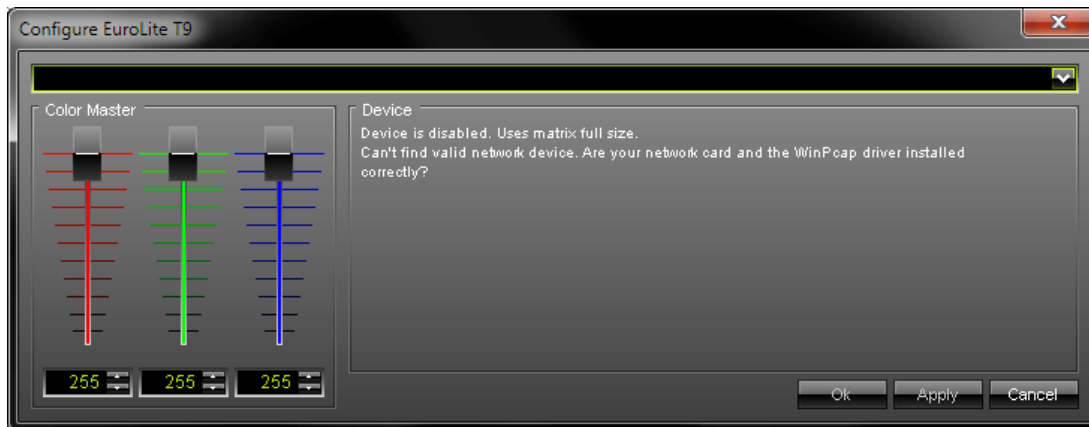 Configure EuroLite T9
Color Master
Device
Device is disabled. Uses matrix full size.
Can't find valid network device. Are your network card and the WinPcap driver installed
correctly?
255
255
255
Ok
Apply
Cancel